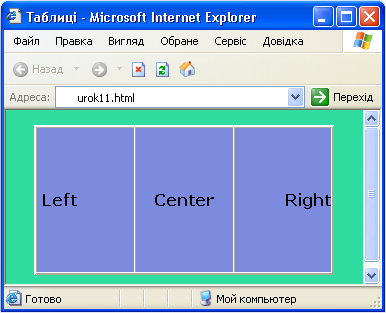 Таблиці - Microsoft Internet Explorer
Файл Правка Вигляд Обране Сервіс Довідка
Назад
Адреса: urok11.html Перехід
Left Center Right
Готово Мой компьютер